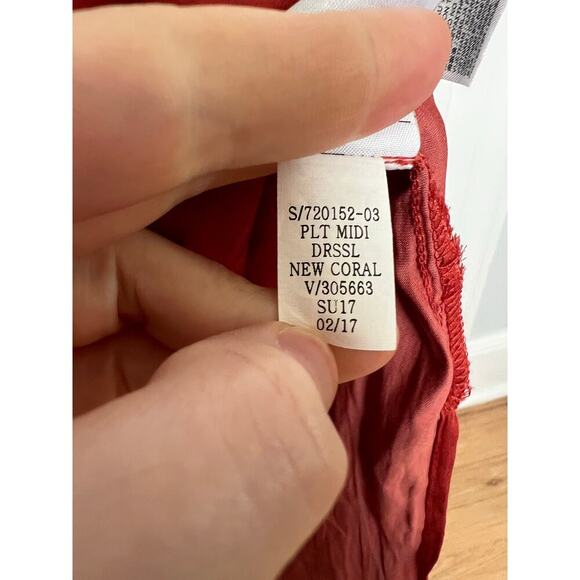 S/720152-03
PLT MIDI
DRSSL
NEW CORAL
V/305663
SU17
02/17